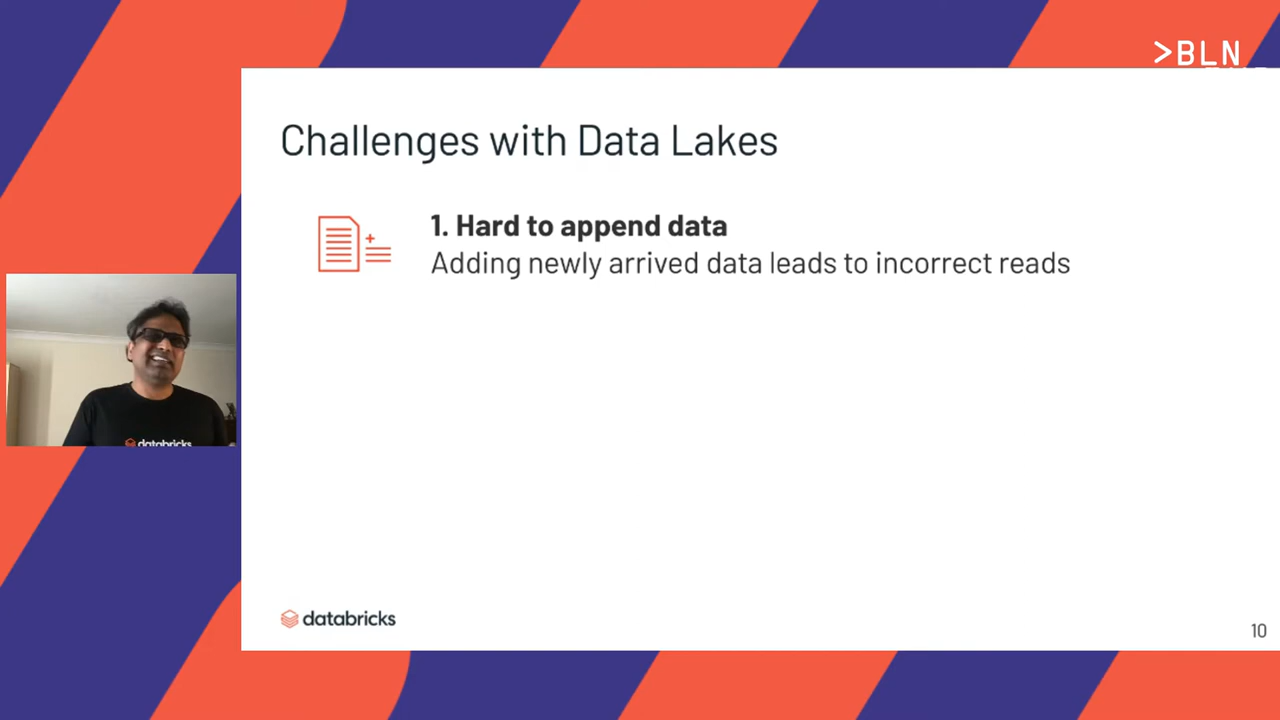 >BLN
Challenges with Data Lakes
1. Hard to append data
Adding newly arrived data leads to incorrect reads
databricks
databricks
10